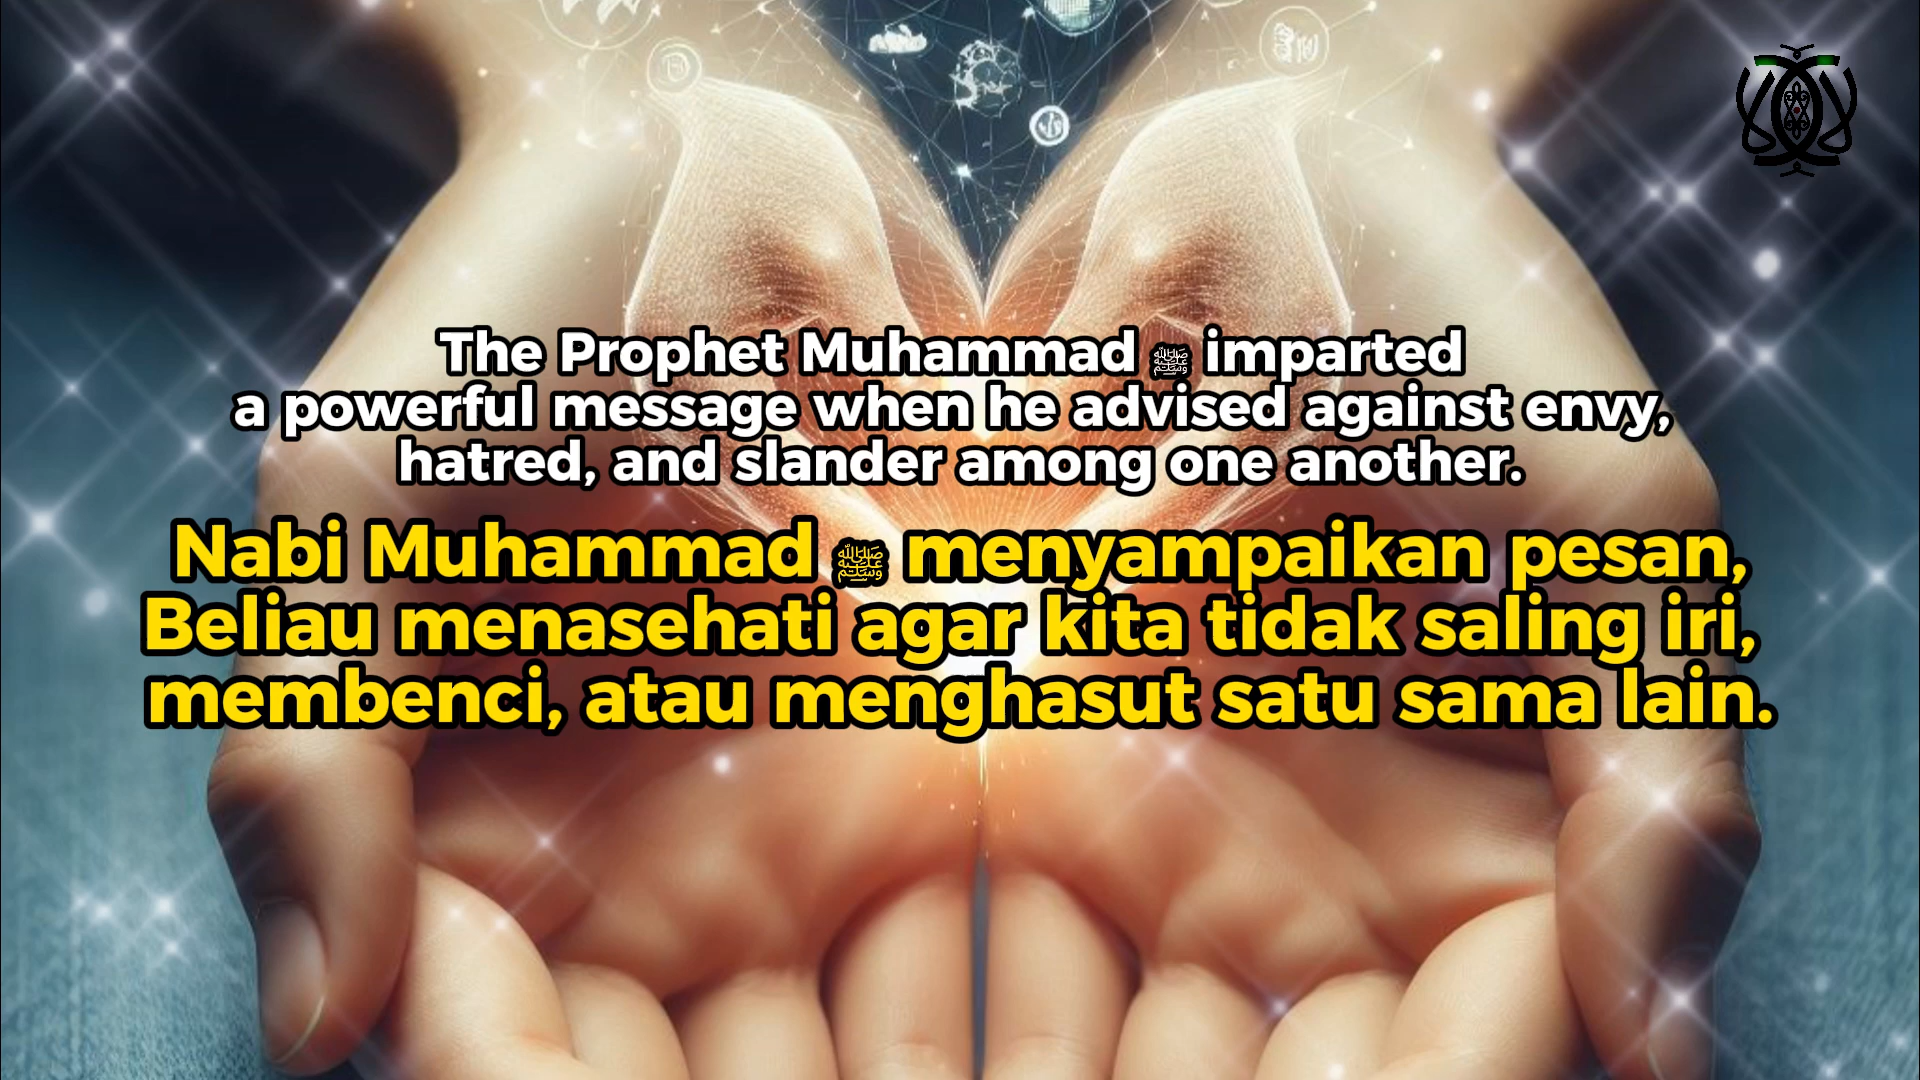 The Prophet Muhammad ﷺ imparted
a powerful message when he advised against envy,
hatred, and slander among one another.
Nabi Muhammad ﷺ menyampaikan pesan,
Beliau menasehati agar kita tidak saling iri,
membenci, atau menghasut satu sama lain.